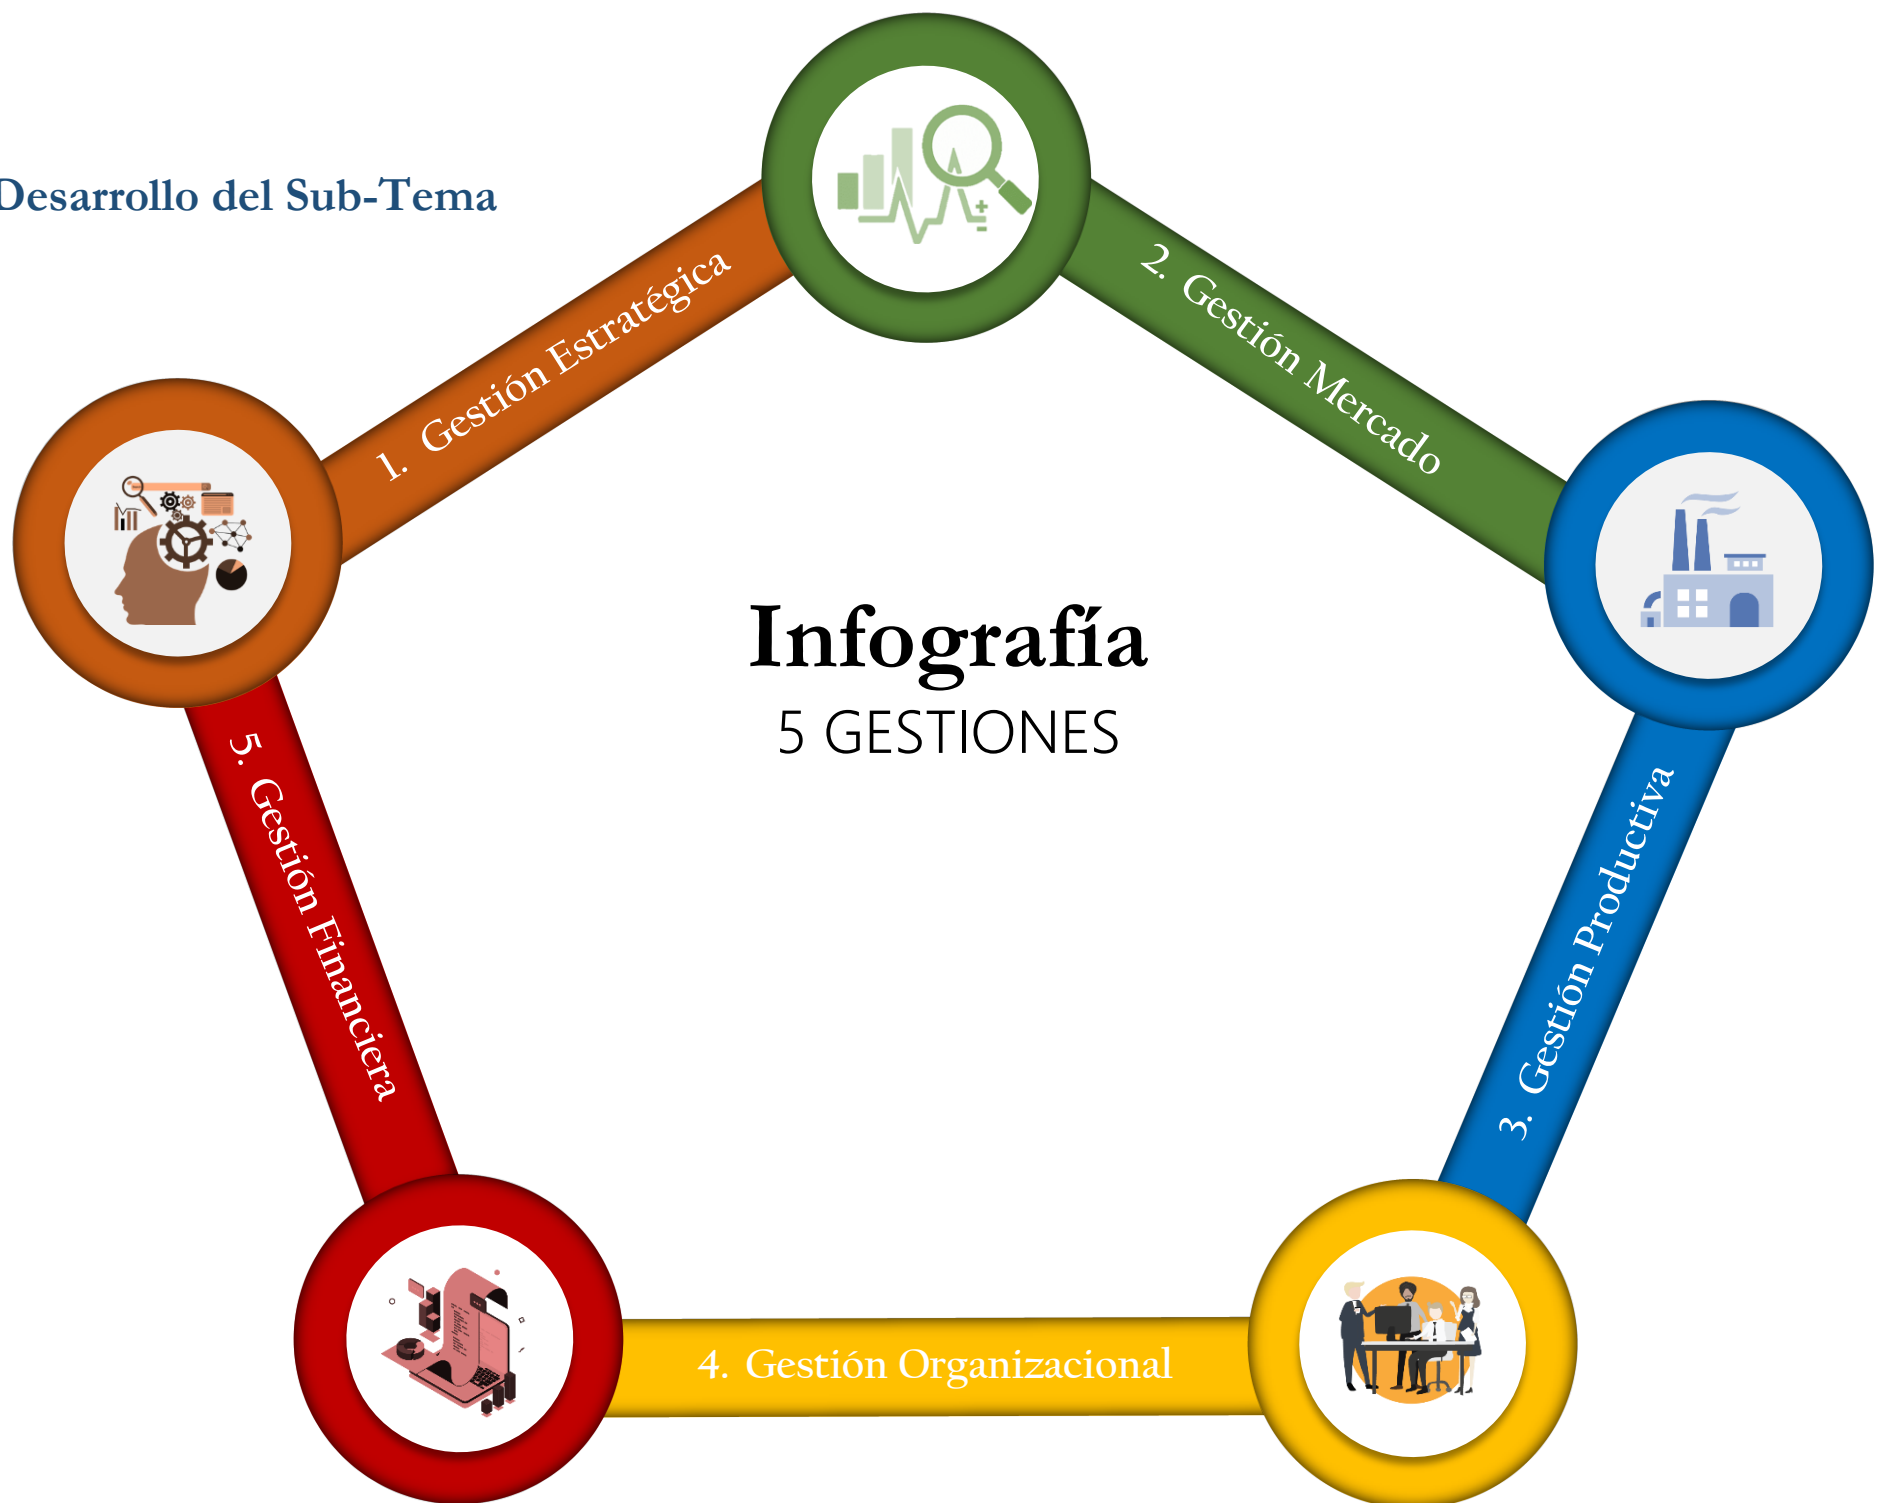 Desarrollo del Sub-Tema
1. Gestión Estratégica
2. Gestión Mercado
Infografía
5 GESTIONES
3. Gestión Productiva
4. Gestión Organizacional
5. Gestión Financiera